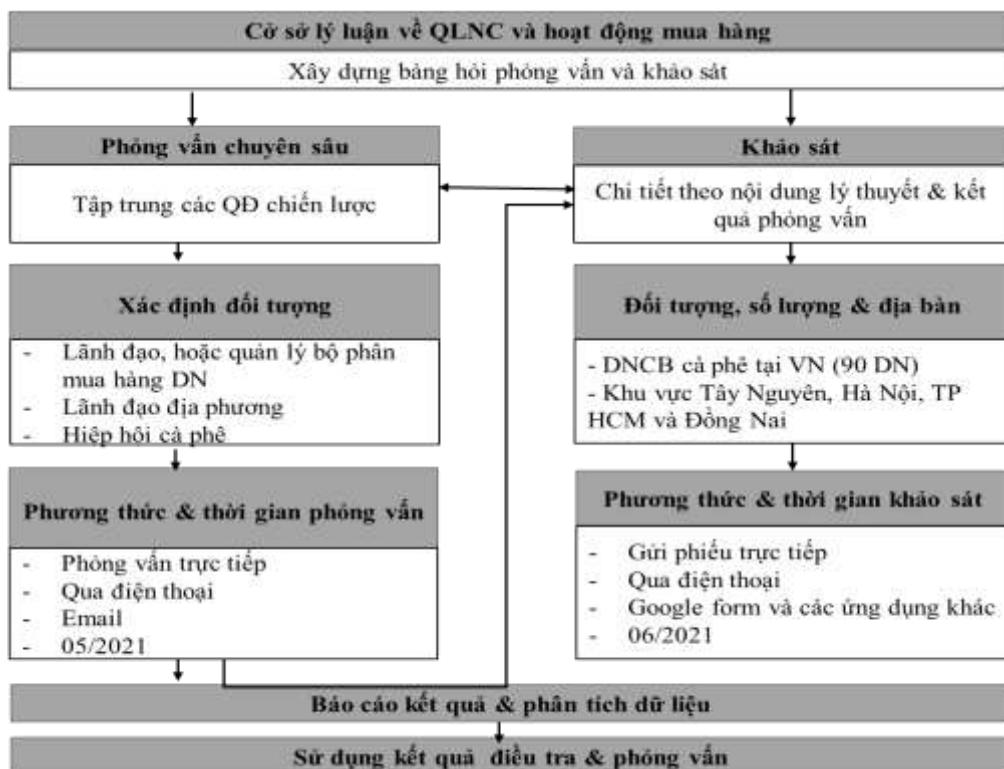 Cở sở lý luận về QLNC và hoạt động mua hàng
Xây dựng bảng hỏi phỏng vấn và khảo sát
Phỏng vấn chuyên sâu
Tập trung các QĐ chiến lược
Xác định đối tượng
- Lãnh đạo, hoặc quản lý bộ phân
mua hàng DN
- Lãnh đạo địa phương
- Hiệp hội cà phê
Phương thức & thời gian phỏng vấn
- Phỏng vấn trực tiếp
- Qua điện thoại
- Email
- 05/2021
Khảo sát
Chi tiết theo nội dung lý thuyết & kết
quả phỏng vấn
Đối tượng, số lượng & địa bàn
- DNCB cà phê tại VN (90 DN)
- Khu vực Tây Nguyên, Hà Nội, TP
HCM và Đồng Nai
Phương thức & thời gian khảo sát
- Gửi phiếu trực tiếp
- Qua điện thoại
- Google form và các ứng dụng khác
- 06/2021
Báo cáo kết quả & phân tích dữ liệu
Sử dụng kết quả điều tra & phỏng vấn